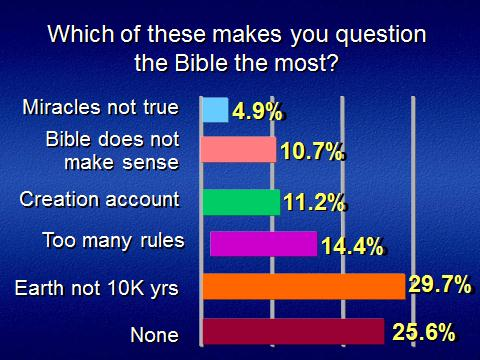 Which of these makes you question
the Bible the most?
Miracles not true
4.9%
Bible does not
make sense
10.7%
Creation account
11.2%
Too many rules
14.4%
Earth not 10K yrs
29.7%
None
25.6%